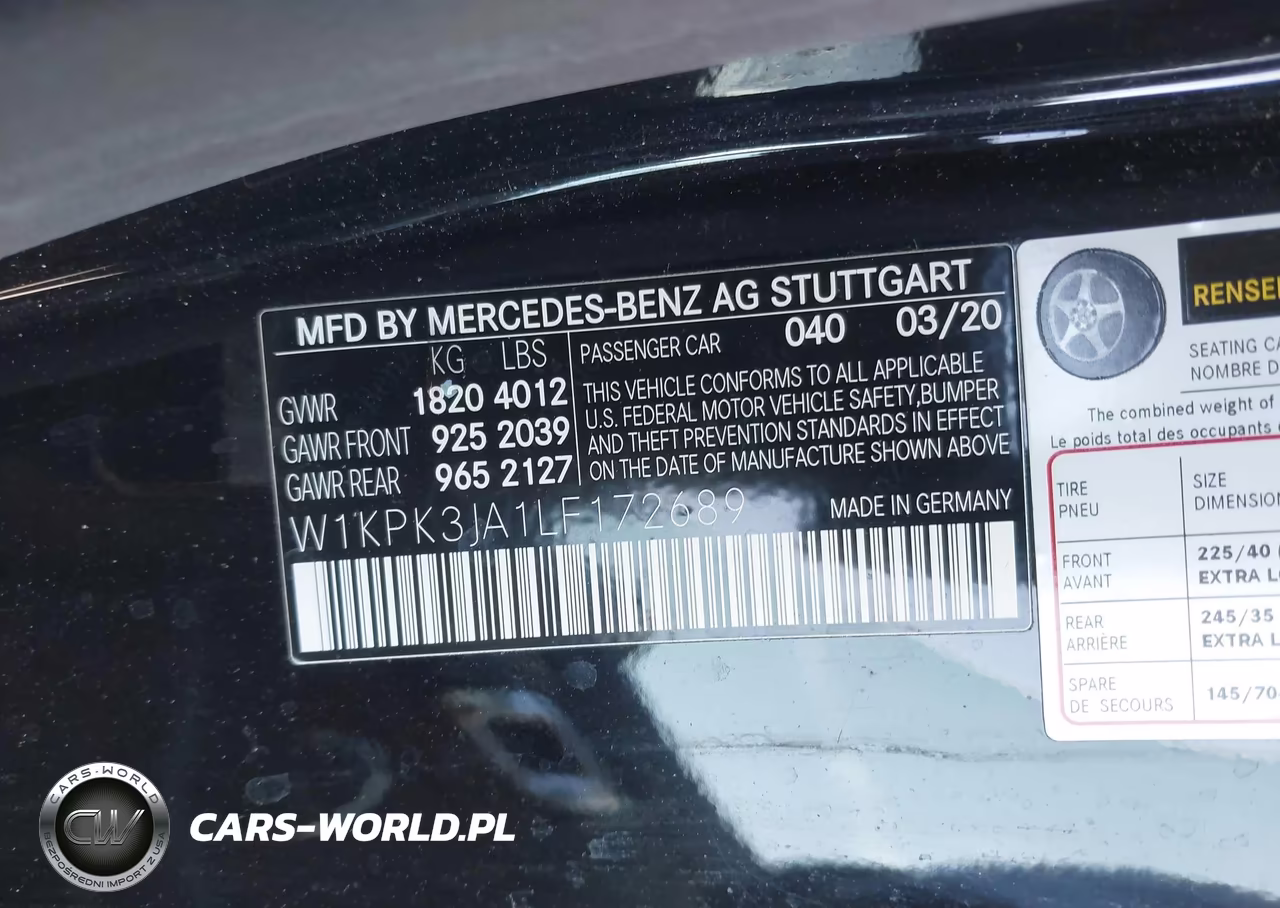 MFD BY MERCEDES-BENZ AG STUTTGART
KG LBS
PASSENGER CAR 040 03/20
GVWR 1820 4012
GAWR FRONT 925 2039
GAWR REAR 965 2127
THIS VEHICLE CONFORMS TO ALL APPLICABLE
U.S. FEDERAL MOTOR VEHICLE SAFETY,BUMPER
AND THEFT PREVENTION STANDARDS IN EFFECT
ON THE DATE OF MANUFACTURE SHOWN ABOVE
W1KPK3JA1LF172689
MADE IN GERMANY
SEATING
NOMBRE
The combined weight of
Le poids total des occupants
TIRE
PNEU
SIZE
DIMENSION
FRONT
AVANT
225/40
EXTRA
REAR
ARRIÈRE
245/35
EXTRA
SPARE
DE SECOURS
145/70
CARS-WORLD
CW
BEZPOŚREDNI IMPORT Z USA
CARS-WORLD.PL